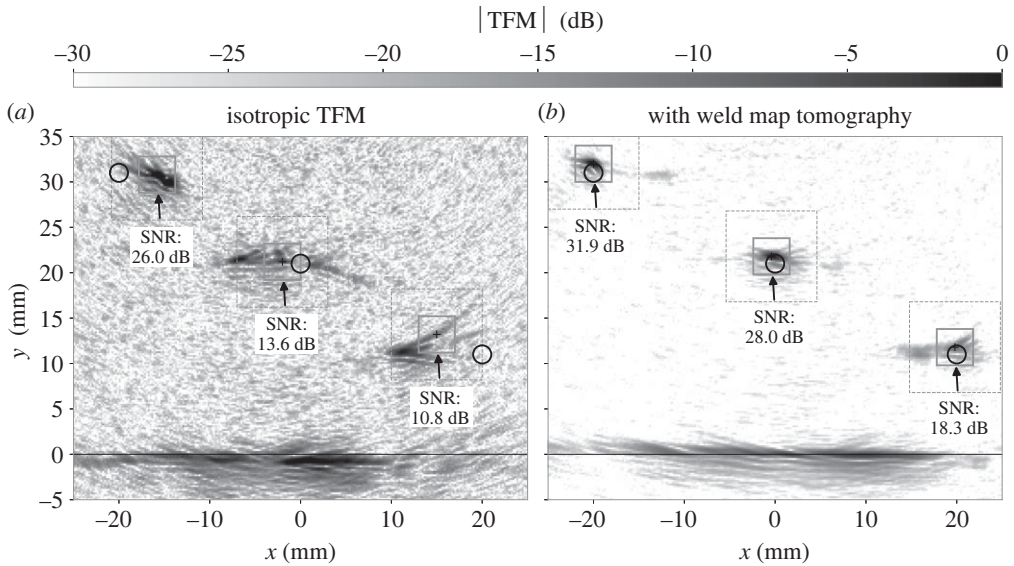 |TFM| (dB)
–30 –25 –20 –15 –10 –5 0
(a) isotropic TFM
(b) with weld map tomography
35
30
25
20
15
10
5
0
–5
y (mm)
SNR:
26.0 dB
SNR:
13.6 dB
SNR:
10.8 dB
SNR:
31.9 dB
SNR:
28.0 dB
SNR:
18.3 dB
–20 –10 0 10 20
–20 –10 0 10 20
x (mm)
x (mm)